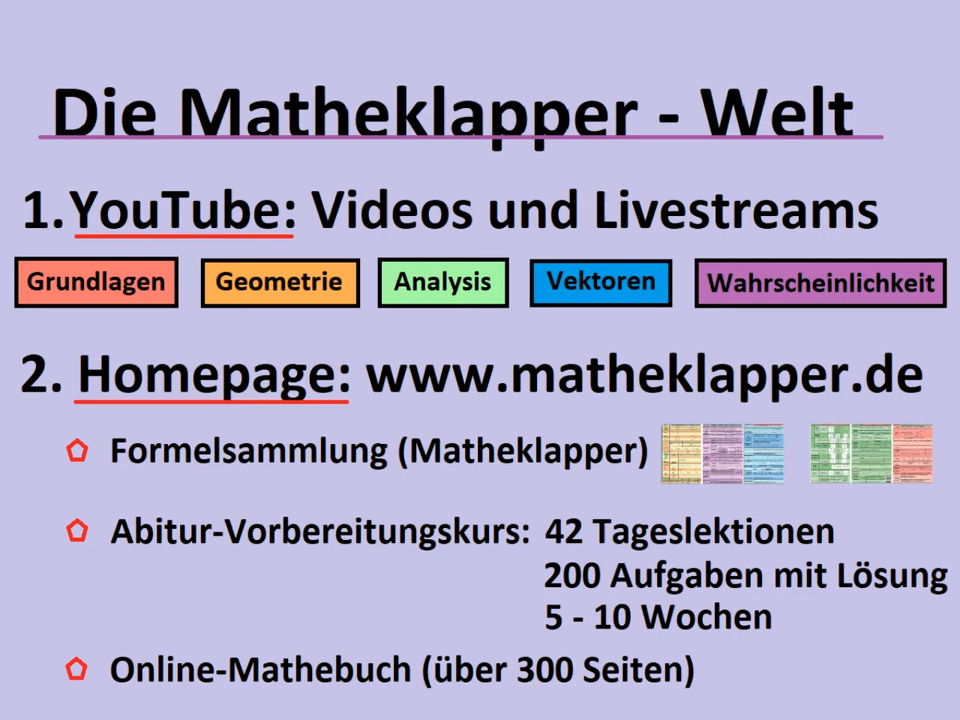 Die Matheklapper - Welt
1. YouTube: Videos und Livestreams
Grundlagen Geometrie Analysis Vektoren Wahrscheinlichkeit
2. Homepage: www.matheklapper.de
Formelsammlung (Matheklapper)
Abitur-Vorbereitungskurs: 42 Tageslektionen
200 Aufgaben mit Lösung
5 - 10 Wochen
Online-Mathebuch (über 300 Seiten)